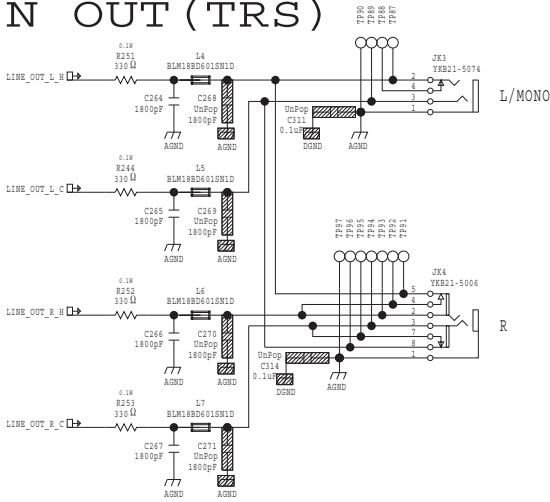 N OUT(TRS)
TP90
TP89
TP88
TP87
0.1W
R251
330Ω
L4
BLM18BD601SN1D
LINE_OUT_L_H
C264
1800pF
C268
UnPop
1800pF
AGND
AGND
UnPop
C311
0.1uF
DGND
AGND
2
4
3
1
JK3
YKB21-5074
L/MONO
0.1W
R244
330Ω
L5
BLM18BD601SN1D
LINE_OUT_L_C
C265
1800pF
C269
UnPop
1800pF
AGND
AGND
TP97
TP96
TP95
TP94
TP93
TP92
TP91
0.1W
R252
330Ω
L6
BLM18BD601SN1D
LINE_OUT_R_H
C266
1800pF
C270
UnPop
1800pF
AGND
AGND
UnPop
C314
0.1uF
DGND
AGND
5
4
2
3
7
8
1
JK4
YKB21-5006
R
0.1W
R253
330Ω
L7
BLM18BD601SN1D
LINE_OUT_R_C
C267
1800pF
C271
UnPop
1800pF
AGND
AGND